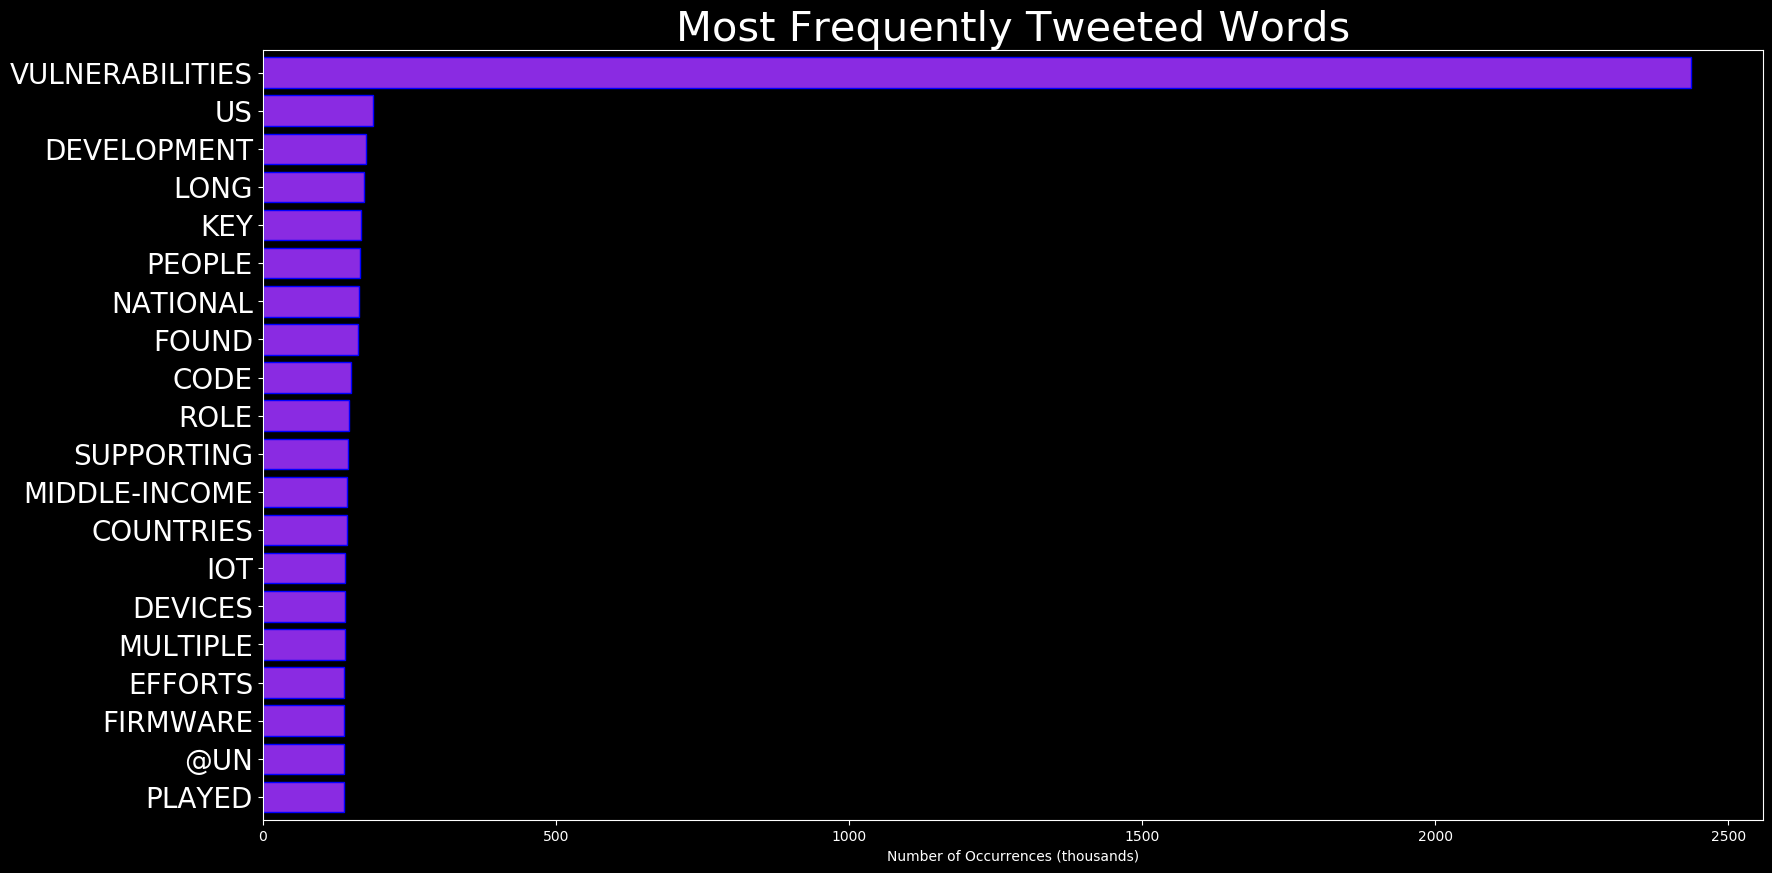 Most Frequently Tweeted Words
VULNERABILITIES
US
DEVELOPMENT
LONG
KEY
PEOPLE
NATIONAL
FOUND
CODE
ROLE
SUPPORTING
MIDDLE-INCOME
COUNTRIES
IOT
DEVICES
MULTIPLE
EFFORTS
FIRMWARE
@UN
PLAYED
0 500 1000 1500 2000 2500
Number of Occurrences (thousands)